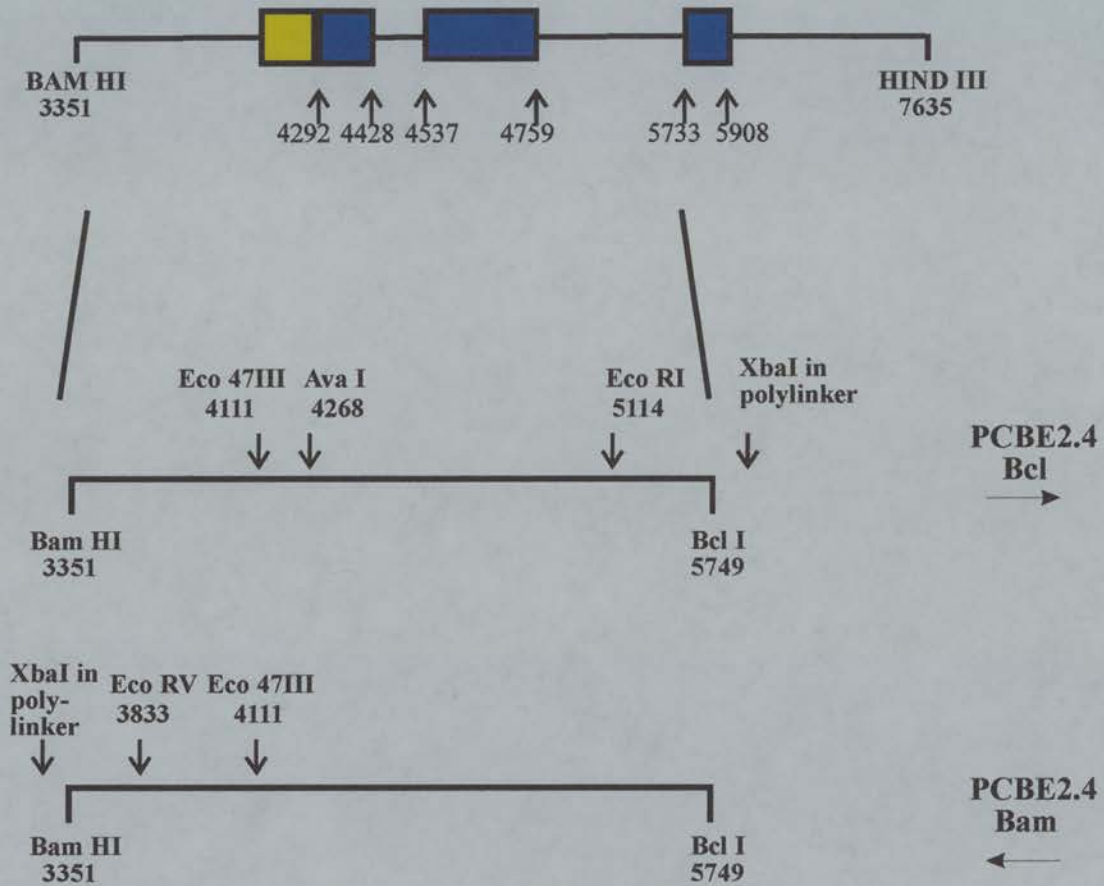 BAM HI
3351
HIND III
7635
4292 4428 4537 4759 5733 5908
Eco 47III
4111
Ava I
4268
Eco RI
5114
XbaI in
polylinker
PCBE2.4
Bcl
Bam HI
3351
Bcl I
5749
XbaI in
poly-
linker
Eco RV
3833
Eco 47III
4111
PCBE2.4
Bam
Bam HI
3351
Bcl I
5749